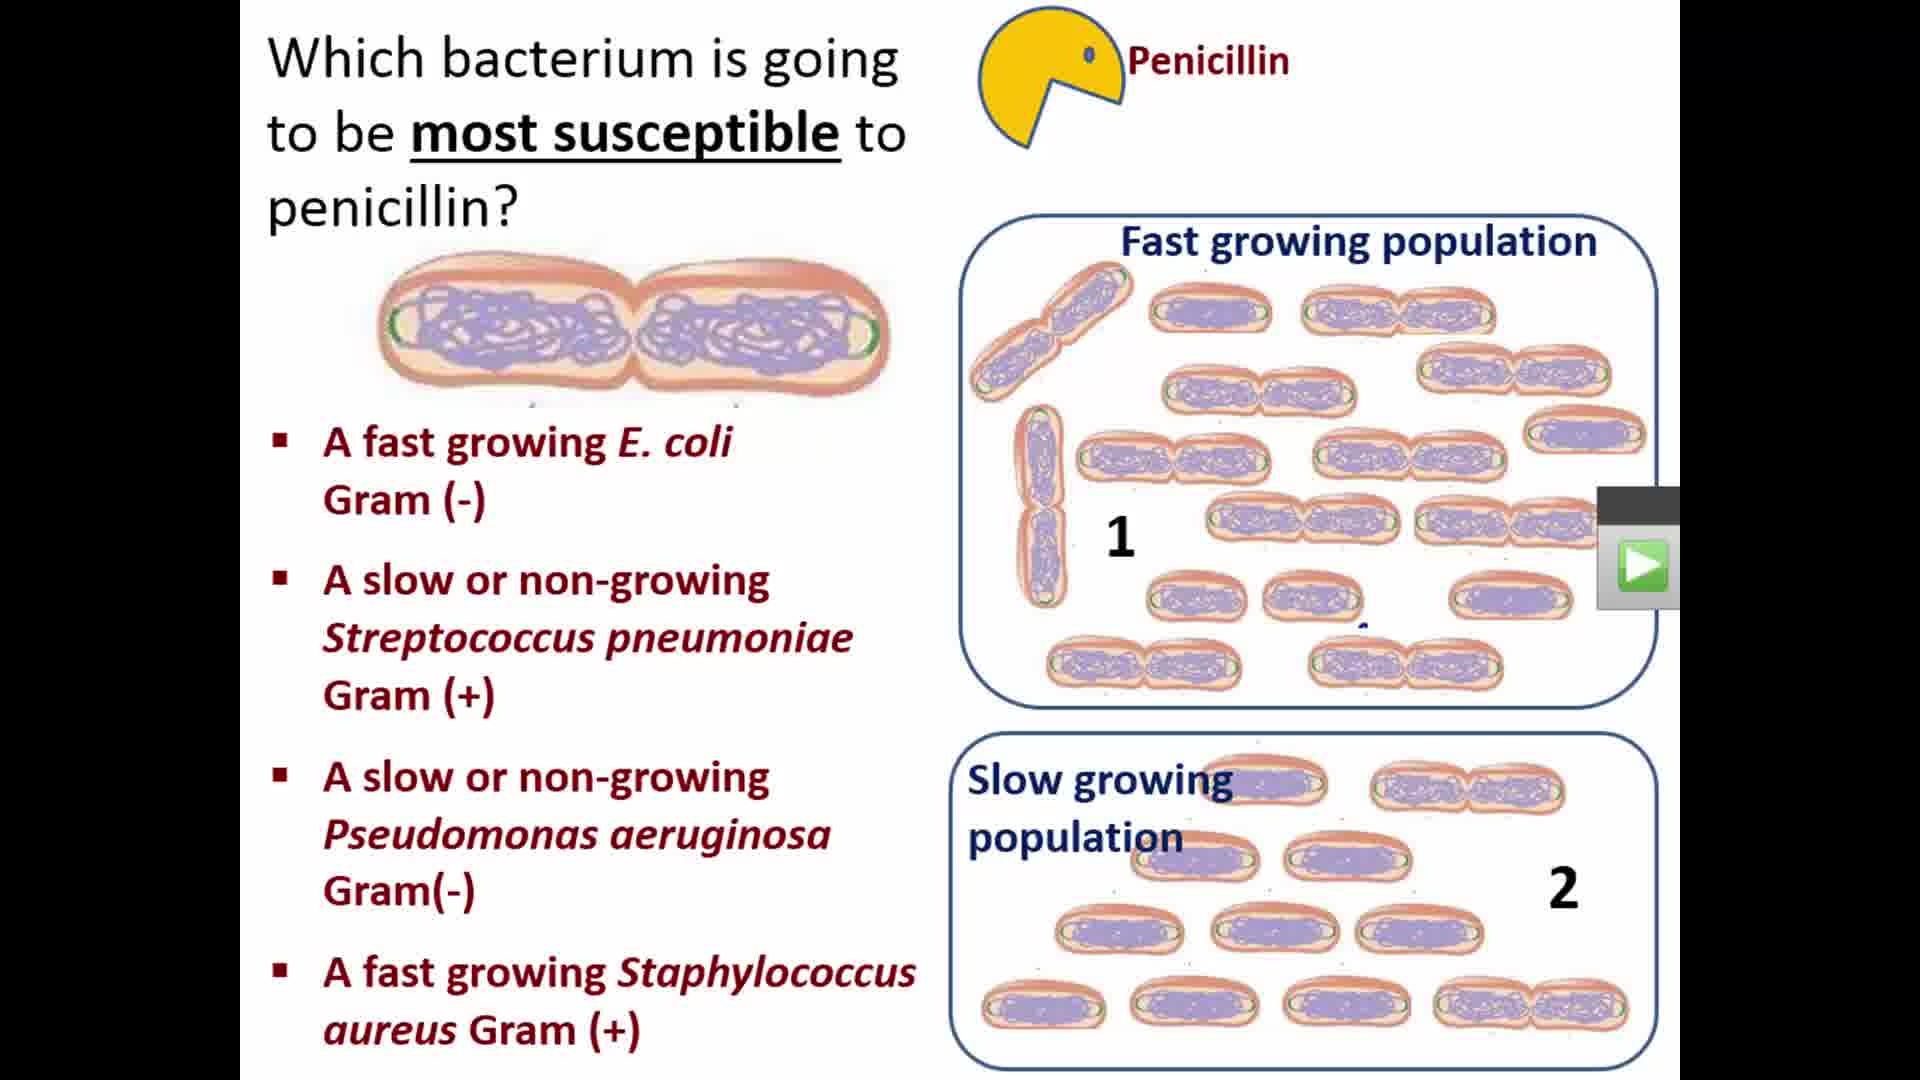 Which bacterium is going
to be most susceptible to
penicillin?
▪ A fast growing E. coli
Gram (-)
▪ A slow or non-growing
Streptococcus pneumoniae
Gram (+)
▪ A slow or non-growing
Pseudomonas aeruginosa
Gram(-)
▪ A fast growing Staphylococcus
aureus Gram (+)
Penicillin
Fast growing population
1
Slow growing
population
2